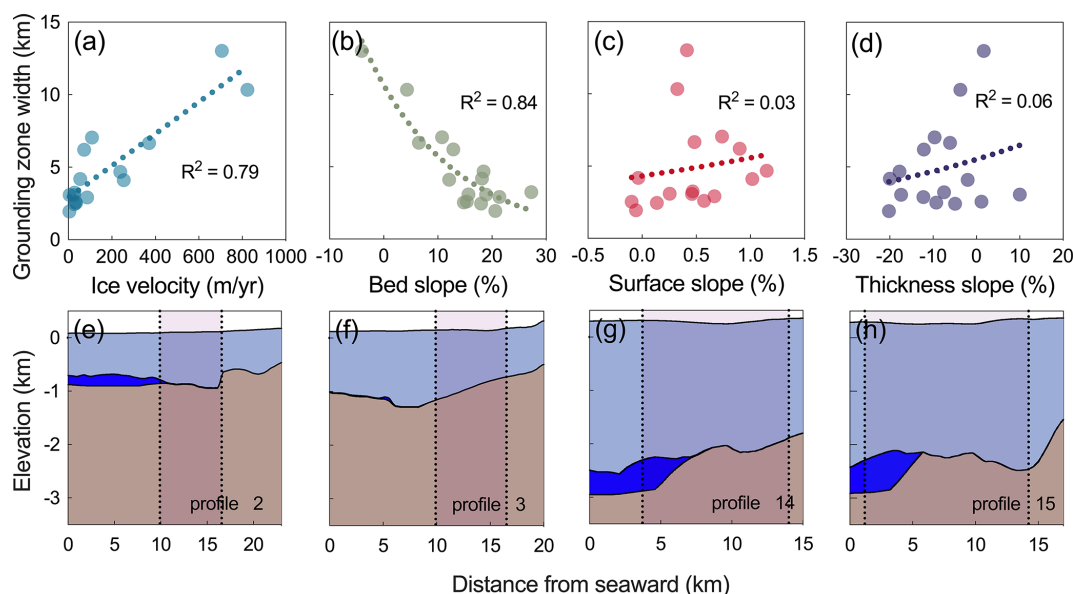 Grounding zone width (km)
15
10
5
0
(a)
R² = 0.79
0 200 400 600 800 1000
Ice velocity (m/yr)
(b)
R² = 0.84
-10 0 10 20 30
Bed slope (%)
(c)
R² = 0.03
-0.5 0.0 0.5 1.0 1.5
Surface slope (%)
(d)
R² = 0.06
-30 -20 -10 0 10 20
Thickness slope (%)
Elevation (km)
0
-1
-2
-3
(e)
profile 2
0 5 10 15 20
(f)
profile 3
0 5 10 15 20
(g)
profile 14
0 5 10 15
(h)
profile 15
0 5 10 15
Distance from seaward (km)